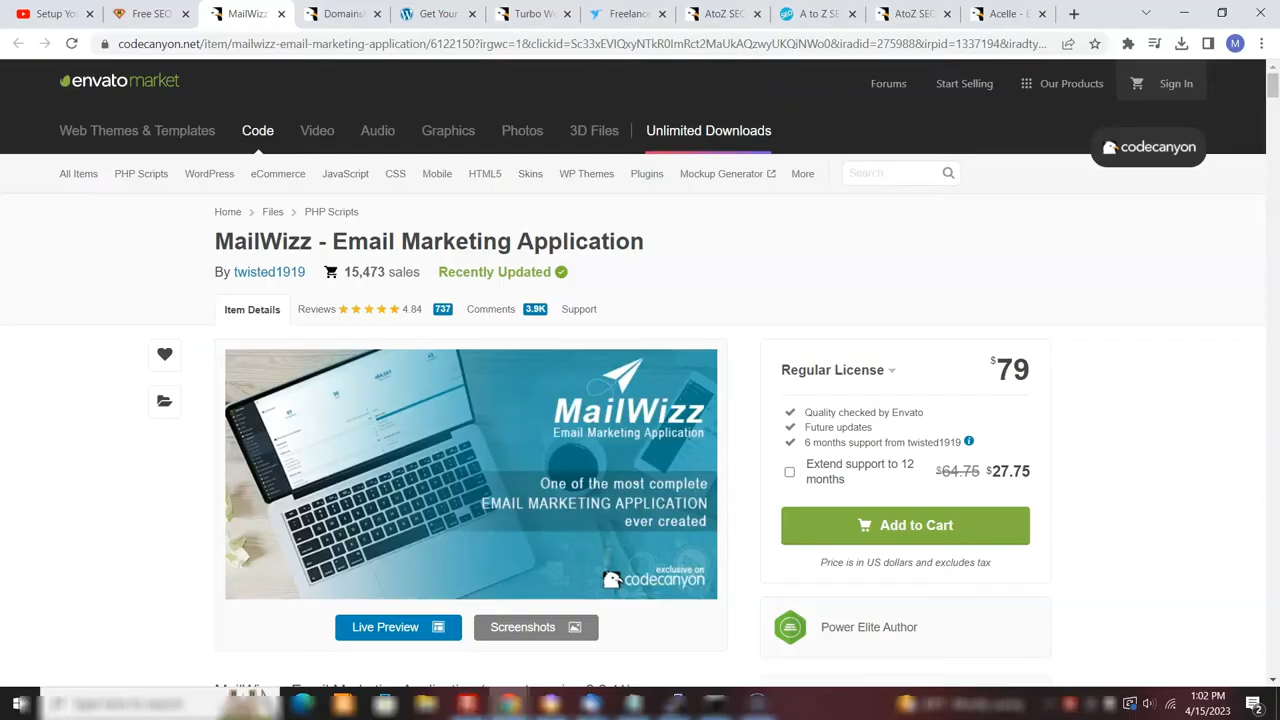 Setup Yo
Free SEO
MailWizz
Domains
Get Your
Turbo W
Freelance
AtoZ SEC
A to Z SE
AtoZ SEC
Acelle - E
codecanyon.net/item/mailwizz-email-marketing-application/6122150?irgwc=1&clickid=Sc33xEVIQxyNTkR0ImRct2MaUkAQzwyUKQiNWo0&iradid=275988&irpid=1337194&iradty...
M
envatomarket
Forums
Start Selling
Our Products
Sign In
Web Themes & Templates
Code
Video
Audio
Graphics
Photos
3D Files
Unlimited Downloads
codecanyon
All Items
PHP Scripts
WordPress
eCommerce
JavaScript
CSS
Mobile
HTML5
Skins
WP Themes
Plugins
Mockup Generator
More
Search
Home
Files
PHP Scripts
MailWizz - Email Marketing Application
By twisted1919
15,473 sales
Recently Updated
Item Details
Reviews
4.84
737
Comments
3.9K
Support
MailWizz
Email Marketing Application
One of the most complete
EMAIL MARKETING APPLICATION
ever created
exclusive on
codecanyon
Live Preview
Screenshots
Regular License
$79
Quality checked by Envato
Future updates
6 months support from twisted1919
Extend support to 12 months
$64.75 $27.75
Add to Cart
Price is in US dollars and excludes tax
Power Elite Author
1:02 PM
4/15/2023
2